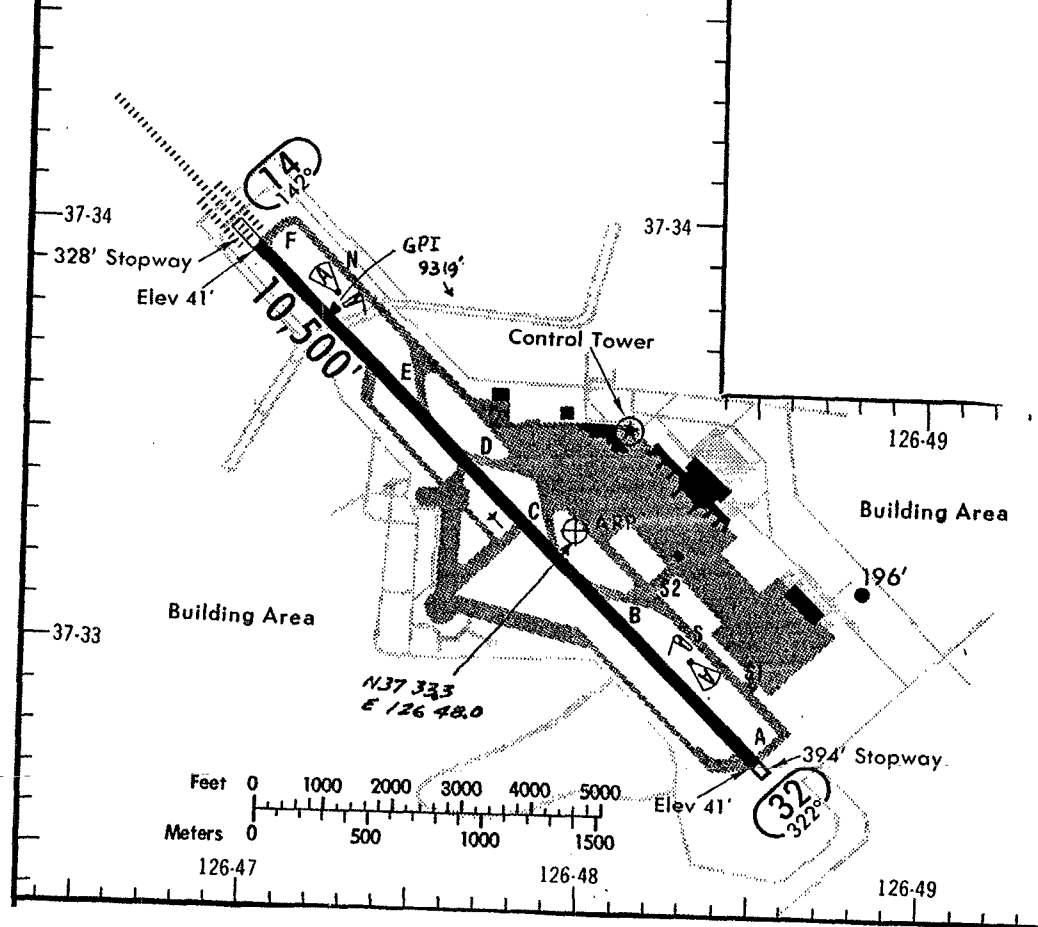 14
142°
37-34
37-34
F
N
GPI
9319'
328' Stopway
A
A
Elev 41'
10,500'
Control Tower
E
126-49
D
C
ARP
Building Area
196'
S2
Building Area
B
S
37-33
A
A
S1
N37 33.3
E 126 48.0
A
394' Stopway
Feet 0 1000 2000 3000 4000 5000
Elev 41'
32
322°
Meters 0 500 1000 1500
126-47
126-48
126-49